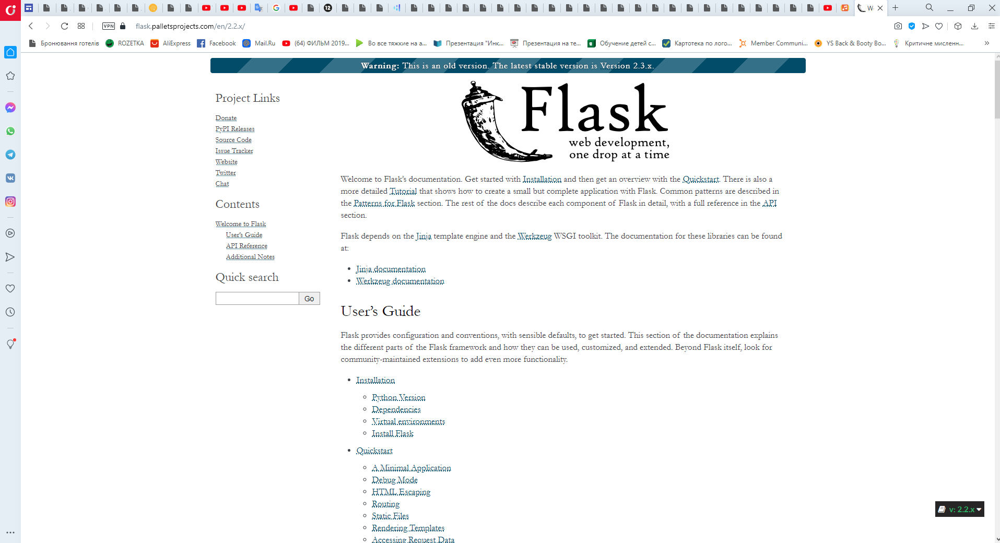 12
W
VPN
flask.palletsprojects.com/en/2.2.x/
Бронювання готелів
ROZETKA
AliExpress
Facebook
Mail.Ru
(64) ФИЛЬМ 2019...
Во все тяжкие на а...
Презентация "Инк...
Презентация на те...
Обучение детей с...
Картотека по лого...
Member Communi...
YS Back & Booty Bo...
Критичне мисленн...
»
Warning: This is an old version. The latest stable version is Version 2.3.x.
Project Links
Donate
PyPI Releases
Source Code
Issue Tracker
Website
Twitter
Chat
Contents
Welcome to Flask
User’s Guide
API Reference
Additional Notes
Quick search
Go
Flask
web development,
one drop at a time
Welcome to Flask’s documentation. Get started with Installation and then get an overview with the Quickstart. There is also a
more detailed Tutorial that shows how to create a small but complete application with Flask. Common patterns are described in
the Patterns for Flask section. The rest of the docs describe each component of Flask in detail, with a full reference in the API
section.
Flask depends on the Jinja template engine and the Werkzeug WSGI toolkit. The documentation for these libraries can be found
at:
• Jinja documentation
• Werkzeug documentation
User’s Guide
Flask provides configuration and conventions, with sensible defaults, to get started. This section of the documentation explains
the different parts of the Flask framework and how they can be used, customized, and extended. Beyond Flask itself, look for
community-maintained extensions to add even more functionality.
• Installation
◦ Python Version
◦ Dependencies
◦ Virtual environments
◦ Install Flask
• Quickstart
◦ A Minimal Application
◦ Debug Mode
◦ HTML Escaping
◦ Routing
◦ Static Files
◦ Rendering Templates
◦ Accessing Request Data
v: 2.2.x